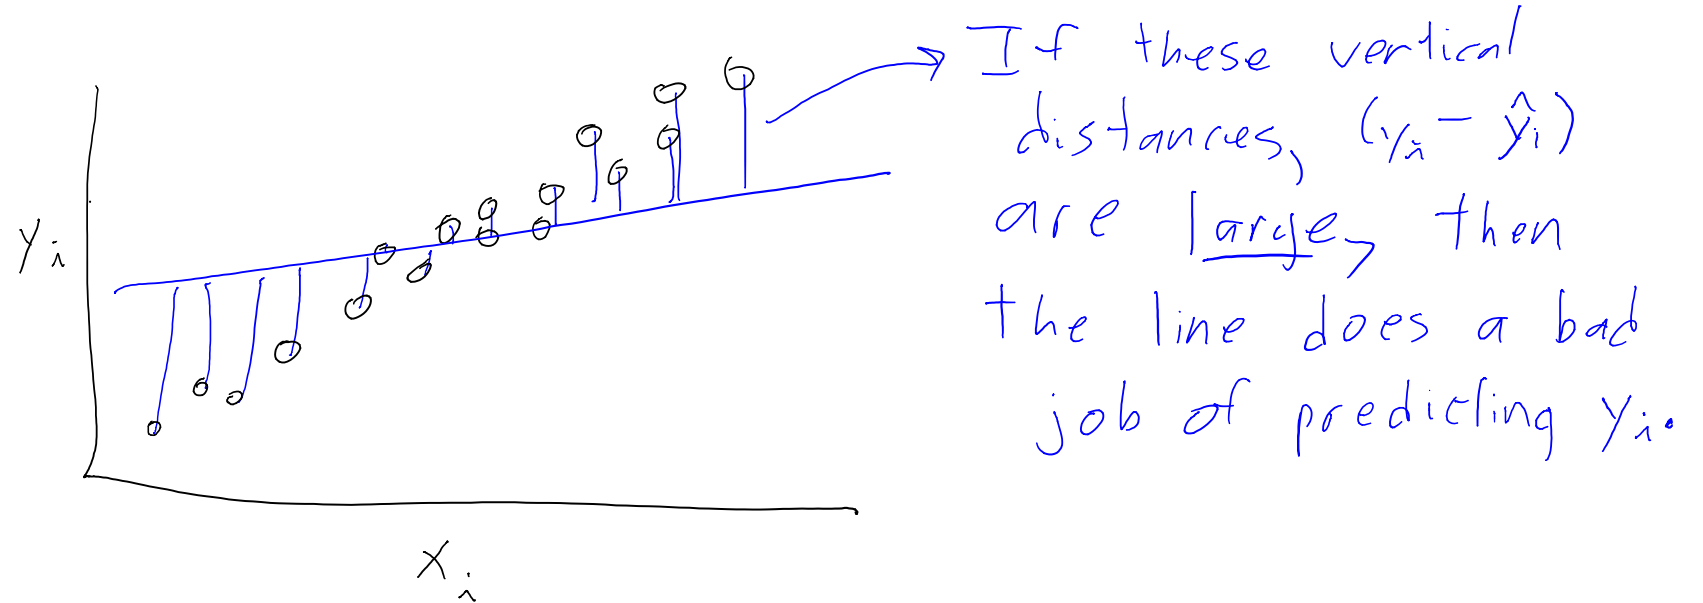 If these vertical
distances, (yᵢ − ŷᵢ)
are large, then
the line does a bad
job of predicting yᵢ.
yᵢ
xᵢ